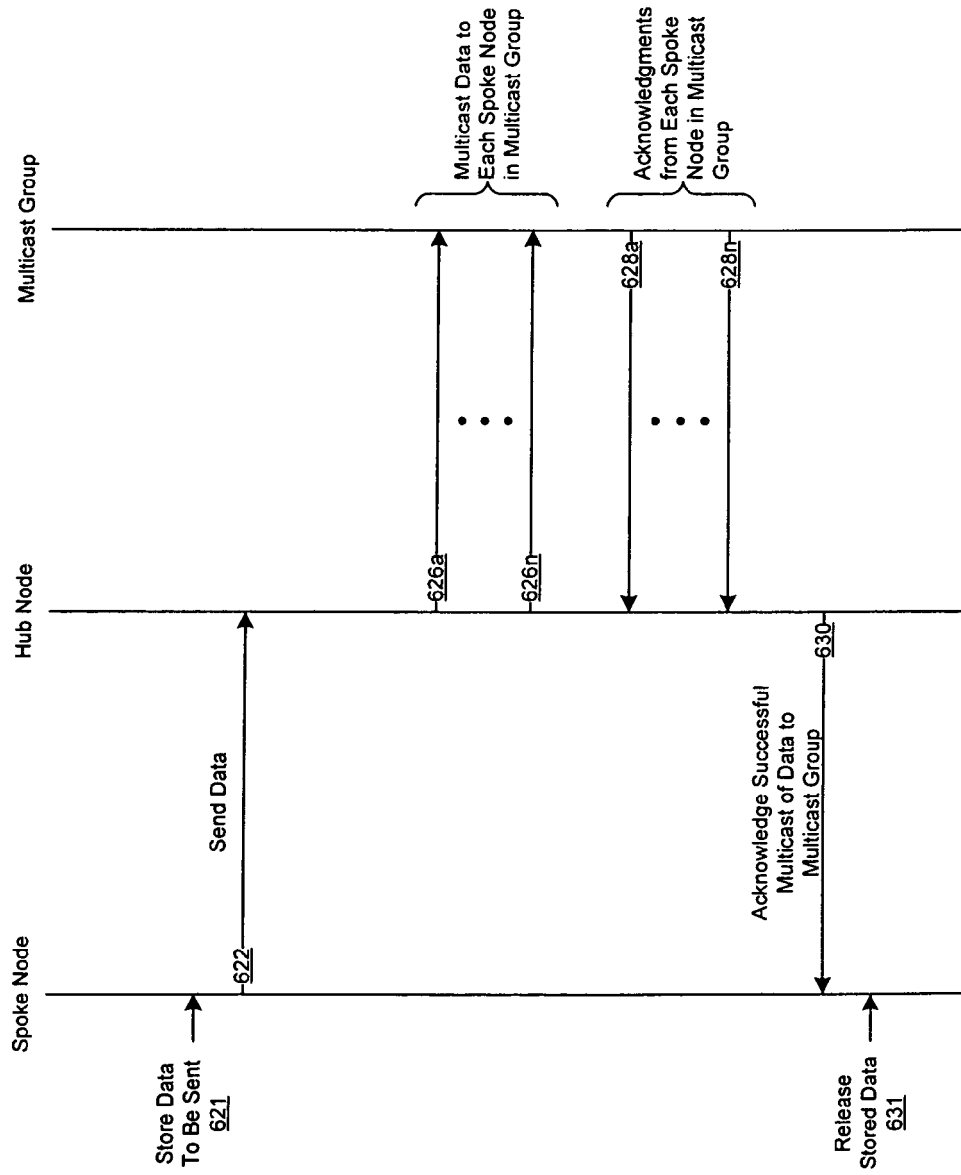 Spoke Node
Hub Node
Multicast Group
Store Data
To Be Sent
621
622
Send Data
626a
626n
Multicast Data to
Each Spoke Node
in Multicast Group
628a
628n
Acknowledgments
from Each Spoke
Node in Multicast
Group
630
Acknowledge Successful
Multicast of Data to
Multicast Group
Release
Stored Data
631